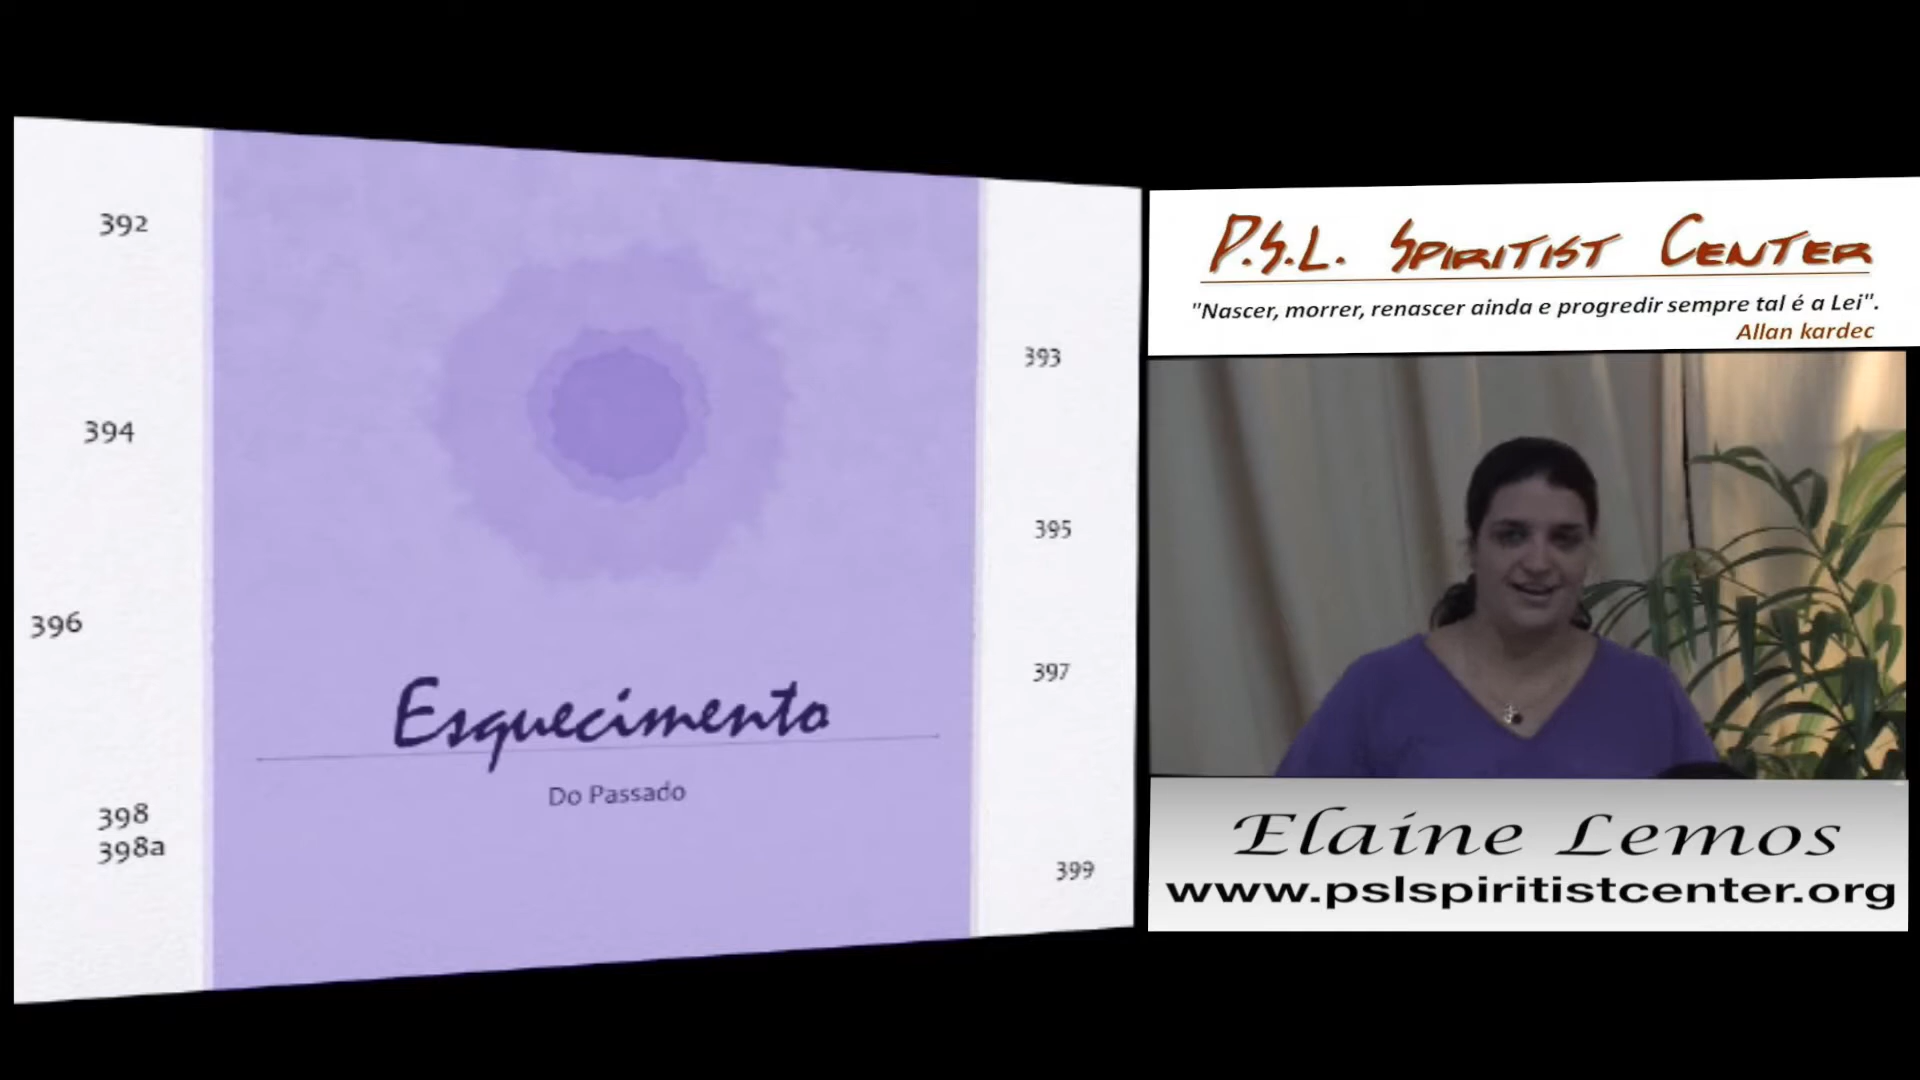 392
393
394
395
396
397
Esquecimento
Do Passado
398
398a
399
P.S.L. Spiritist Center
"Nascer, morrer, renascer ainda e progredir sempre tal é a Lei".
Allan kardec
Elaine Lemos
www.pslspiritistcenter.org